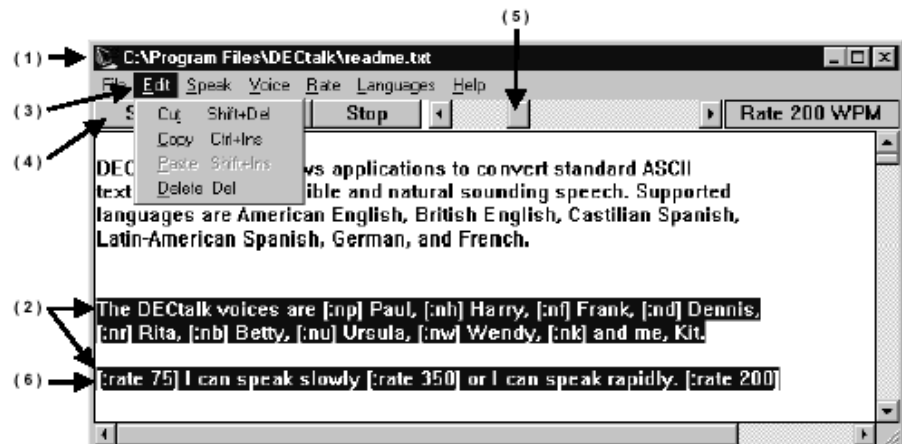 (5)
(1) C:\Program Files\DECtalk\readme.txt
File Edit Speak Voice Rate Languages Help
(3)
S Stop Rate 200 WPM
Cut Shift+Del
Copy Ctrl+Ins
Paste Shift+Ins
Delete Del
(4)
DEC ws applications to convert standard ASCII
text ible and natural sounding speech. Supported
languages are American English, British English, Castilian Spanish,
Latin-American Spanish, German, and French.
(2) The DECtalk voices are [:np] Paul, [:nh] Harry, [:nf] Frank, [:nd] Dennis,
[:nr] Rita, [:nb] Betty, [:nu] Ursula, [:nw] Wendy, [:nk] and me, Kit.
(6) [:rate 75] I can speak slowly [:rate 350] or I can speak rapidly. [:rate 200]